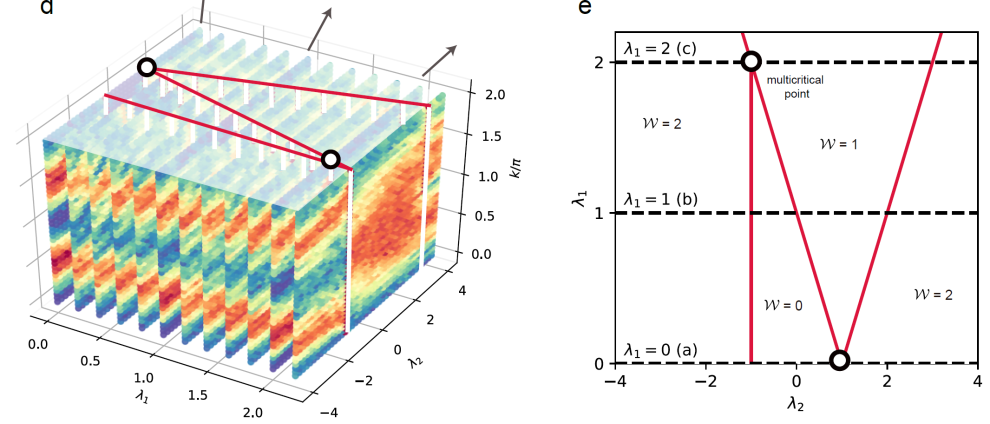 d
2.0
1.5
1.0
0.5
0.0
k/π
4
2
0
−2
−4
λ₂
0.0
0.5
1.0
1.5
2.0
λ₁
e
λ₁ = 2 (c)
multicritical
point
𝒲 = 2
𝒲 = 1
λ₁ = 1 (b)
𝒲 = 0
𝒲 = 2
λ₁ = 0 (a)
2
1
0
λ₁
−4
−2
0
2
4
λ₂